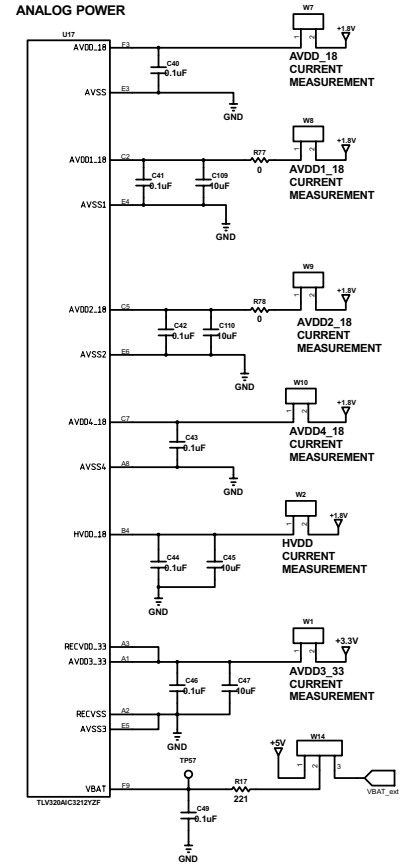 ANALOG POWER
U17
AVDD_18 F3
C40
0.1uF
AVSS E3
GND
W7
1 2
+1.8V
AVDD_18
CURRENT
MEASUREMENT
AVDD1_18 C2
C41
0.1uF
C109
10uF
R77
0
AVSS1 E4
GND
W8
1 2
+1.8V
AVDD1_18
CURRENT
MEASUREMENT
AVDD2_18 C5
C42
0.1uF
C110
10uF
R78
0
AVSS2 E6
GND
W9
1 2
+1.8V
AVDD2_18
CURRENT
MEASUREMENT
AVDD4_18 C7
C43
0.1uF
AVSS4 A8
GND
W10
1 2
+1.8V
AVDD4_18
CURRENT
MEASUREMENT
HVDD_18 B4
C44
0.1uF
C45
10uF
GND
W2
1 2
+1.8V
HVDD
CURRENT
MEASUREMENT
RECVDD_33 A3
AVDD3_33 A1
C46
0.1uF
C47
10uF
RECVSS A2
AVSS3 E5
GND
W1
1 2
+3.3V
AVDD3_33
CURRENT
MEASUREMENT
W14
+5V
1 2 3
VBAT_ext
TP57
R17
221
VBAT F9
C49
0.1uF
GND
TLV320AIC3212YZF